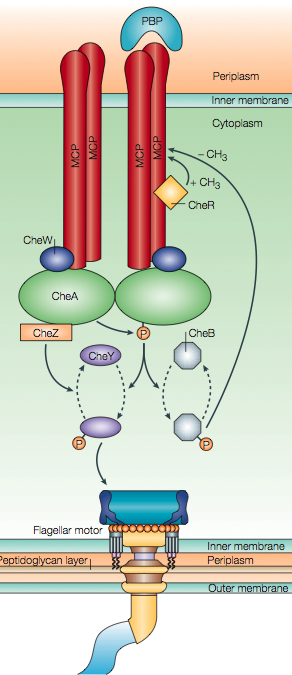 PBP
Periplasm
Inner membrane
Cytoplasm
MCP
MCP
MCP
MCP
– CH3
+ CH3
CheR
CheW
CheA
CheZ
P
CheB
CheY
P
P
Flagellar motor
Inner membrane
Peptidoglycan layer
Periplasm
Outer membrane